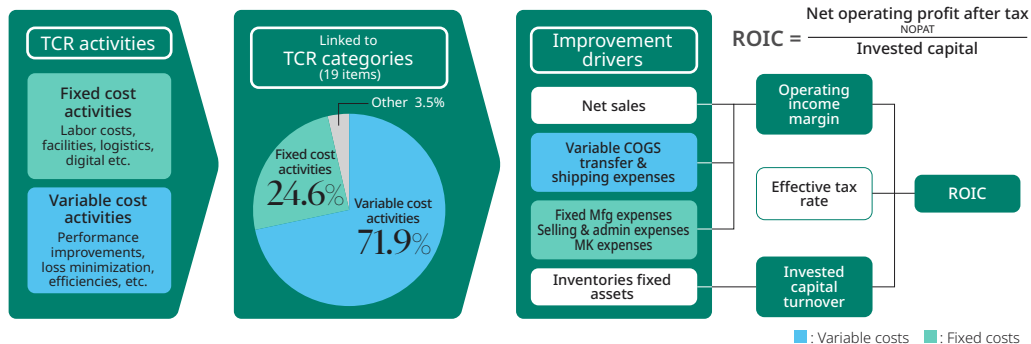 TCR activities
Fixed cost
activities
Labor costs,
facilities, logistics,
digital etc.
Variable cost
activities
Performance
improvements,
loss minimization,
efficiencies, etc.
Linked to
TCR categories
(19 items)
Other 3.5%
Fixed cost
activities
24.6%
Variable cost
activities
71.9%
Improvement
drivers
Net sales
Variable COGS
transfer &
shipping expenses
Fixed Mfg expenses
Selling & admin expenses
MK expenses
Inventories fixed
assets
ROIC =
Net operating profit after tax
NOPAT
Invested capital
Operating
income
margin
Effective tax
rate
Invested
capital
turnover
ROIC
: Variable costs
: Fixed costs